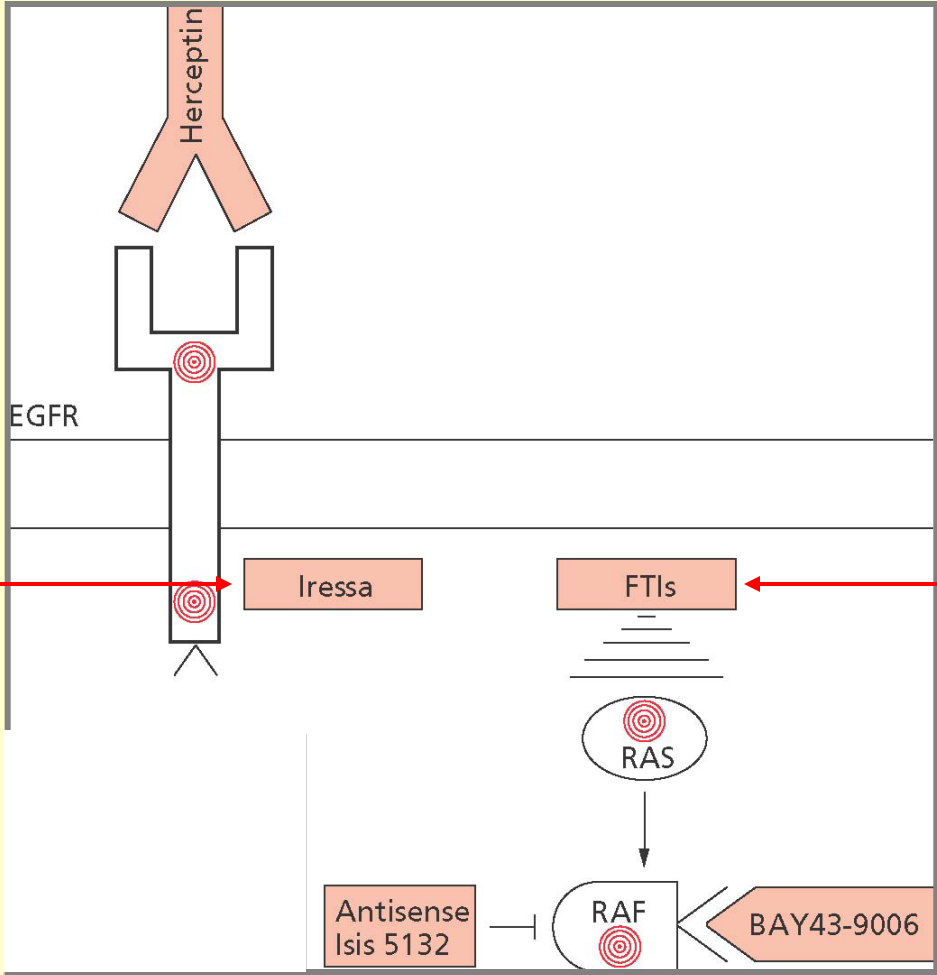 Herceptin
EGFR
Iressa
FTIs
RAS
Antisense
Isis 5132
RAF
BAY43-9006